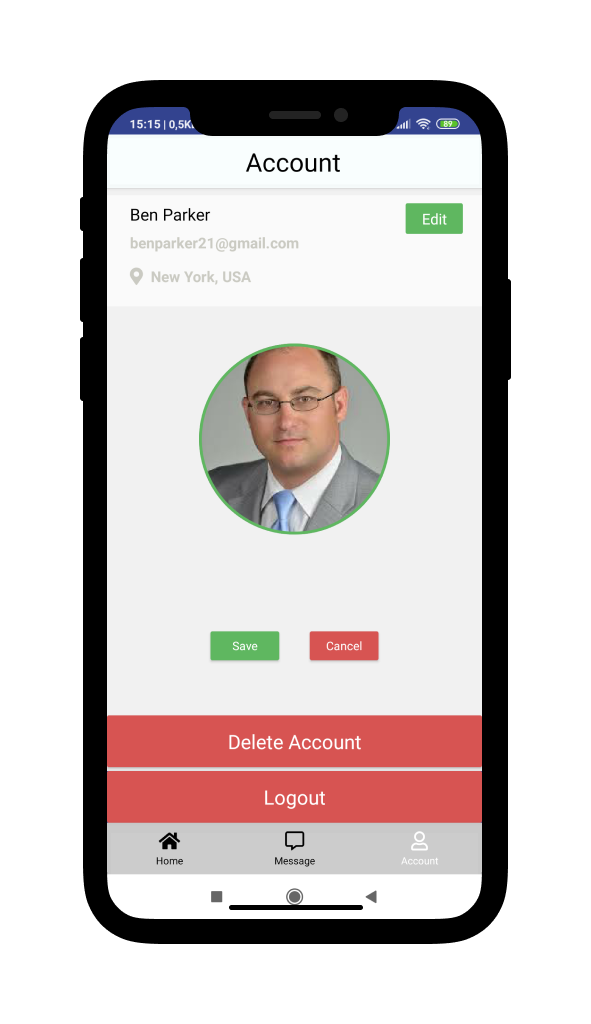 15:15 | 0,5K
89
Account
Ben Parker
Edit
benparker21@gmail.com
New York, USA
Save
Cancel
Delete Account
Logout
Home
Message
Account